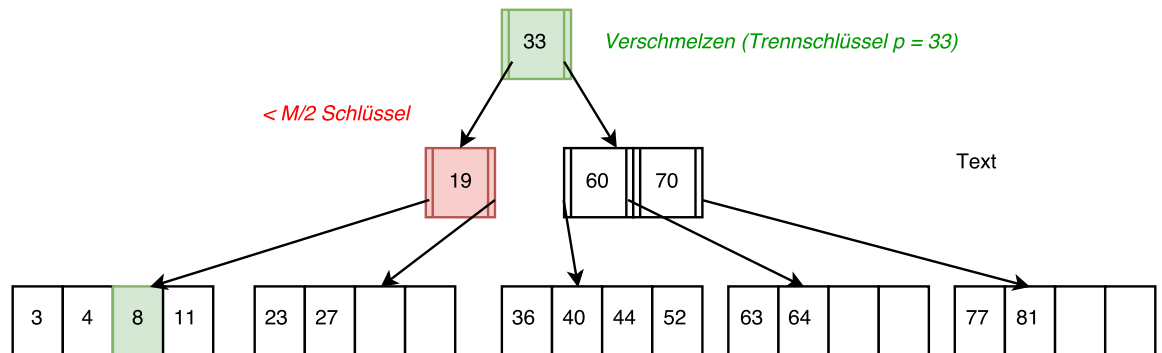 33
Verschmelzen (Trennschlüssel p = 33)
< M/2 Schlüssel
19
60 70
Text
3 4 8 11
23 27
36 40 44 52
63 64
77 81